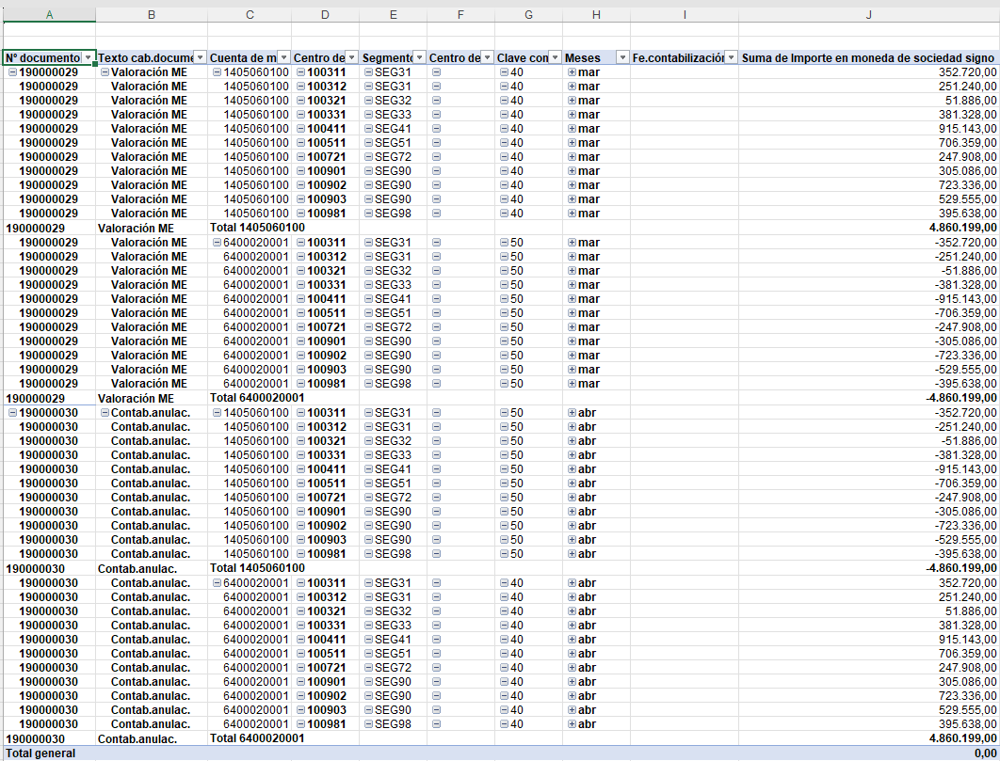 A B C D E F G H I J
Nº documento Texto cab.docume Cuenta de m Centro de Segmento Centro de Clave con Meses Fe.contabilización Suma de Importe en moneda de sociedad signo
190000029 Valoración ME 1405060100 100311 SEG31 40 mar 352.720,00
190000029 Valoración ME 1405060100 100312 SEG31 40 mar 251.240,00
190000029 Valoración ME 1405060100 100321 SEG32 40 mar 51.886,00
190000029 Valoración ME 1405060100 100331 SEG33 40 mar 381.328,00
190000029 Valoración ME 1405060100 100411 SEG41 40 mar 915.143,00
190000029 Valoración ME 1405060100 100511 SEG51 40 mar 706.359,00
190000029 Valoración ME 1405060100 100721 SEG72 40 mar 247.908,00
190000029 Valoración ME 1405060100 100901 SEG90 40 mar 305.086,00
190000029 Valoración ME 1405060100 100902 SEG90 40 mar 723.336,00
190000029 Valoración ME 1405060100 100903 SEG90 40 mar 529.555,00
190000029 Valoración ME 1405060100 100981 SEG98 40 mar 395.638,00
190000029 Valoración ME Total 1405060100 4.860.199,00
190000029 Valoración ME 6400020001 100311 SEG31 50 mar -352.720,00
190000029 Valoración ME 6400020001 100312 SEG31 50 mar -251.240,00
190000029 Valoración ME 6400020001 100321 SEG32 50 mar -51.886,00
190000029 Valoración ME 6400020001 100331 SEG33 50 mar -381.328,00
190000029 Valoración ME 6400020001 100411 SEG41 50 mar -915.143,00
190000029 Valoración ME 6400020001 100511 SEG51 50 mar -706.359,00
190000029 Valoración ME 6400020001 100721 SEG72 50 mar -247.908,00
190000029 Valoración ME 6400020001 100901 SEG90 50 mar -305.086,00
190000029 Valoración ME 6400020001 100902 SEG90 50 mar -723.336,00
190000029 Valoración ME 6400020001 100903 SEG90 50 mar -529.555,00
190000029 Valoración ME 6400020001 100981 SEG98 50 mar -395.638,00
190000029 Valoración ME Total 6400020001 -4.860.199,00
190000030 Contab.anulac. 1405060100 100311 SEG31 50 abr -352.720,00
190000030 Contab.anulac. 1405060100 100312 SEG31 50 abr -251.240,00
190000030 Contab.anulac. 1405060100 100321 SEG32 50 abr -51.886,00
190000030 Contab.anulac. 1405060100 100331 SEG33 50 abr -381.328,00
190000030 Contab.anulac. 1405060100 100411 SEG41 50 abr -915.143,00
190000030 Contab.anulac. 1405060100 100511 SEG51 50 abr -706.359,00
190000030 Contab.anulac. 1405060100 100721 SEG72 50 abr -247.908,00
190000030 Contab.anulac. 1405060100 100901 SEG90 50 abr -305.086,00
190000030 Contab.anulac. 1405060100 100902 SEG90 50 abr -723.336,00
190000030 Contab.anulac. 1405060100 100903 SEG90 50 abr -529.555,00
190000030 Contab.anulac. 1405060100 100981 SEG98 50 abr -395.638,00
190000030 Contab.anulac. Total 1405060100 -4.860.199,00
190000030 Contab.anulac. 6400020001 100311 SEG31 40 abr 352.720,00
190000030 Contab.anulac. 6400020001 100312 SEG31 40 abr 251.240,00
190000030 Contab.anulac. 6400020001 100321 SEG32 40 abr 51.886,00
190000030 Contab.anulac. 6400020001 100331 SEG33 40 abr 381.328,00
190000030 Contab.anulac. 6400020001 100411 SEG41 40 abr 915.143,00
190000030 Contab.anulac. 6400020001 100511 SEG51 40 abr 706.359,00
190000030 Contab.anulac. 6400020001 100721 SEG72 40 abr 247.908,00
190000030 Contab.anulac. 6400020001 100901 SEG90 40 abr 305.086,00
190000030 Contab.anulac. 6400020001 100902 SEG90 40 abr 723.336,00
190000030 Contab.anulac. 6400020001 100903 SEG90 40 abr 529.555,00
190000030 Contab.anulac. 6400020001 100981 SEG98 40 abr 395.638,00
190000030 Contab.anulac. Total 6400020001 4.860.199,00
Total general 0,00